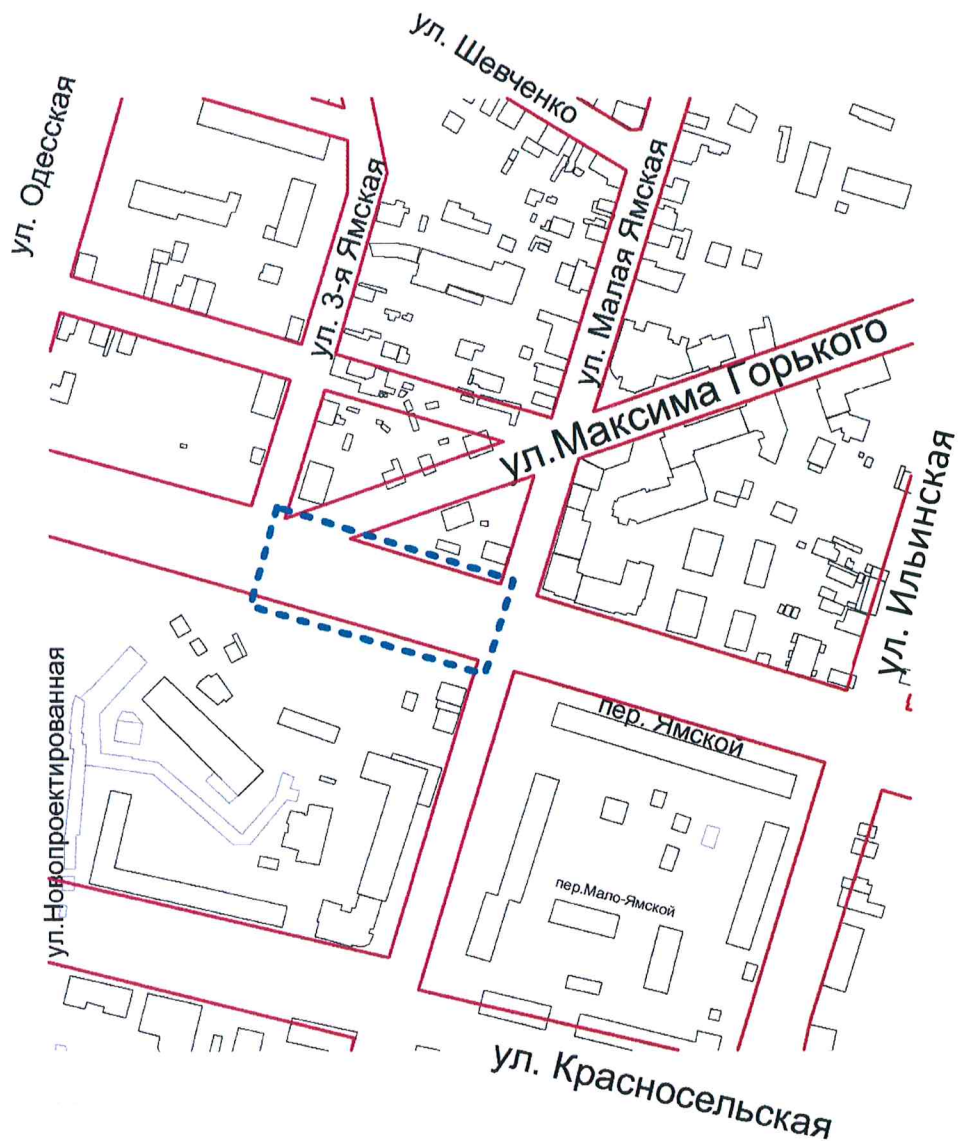 ул. Шевченко
ул. Одесская
ул. 3-я Ямская
ул. Малая Ямская
ул.Максима Горького
ул. Ильинская
ул.Новопроектированная
пер. Ямской
пер.Мало-Ямской
ул. Красносельская